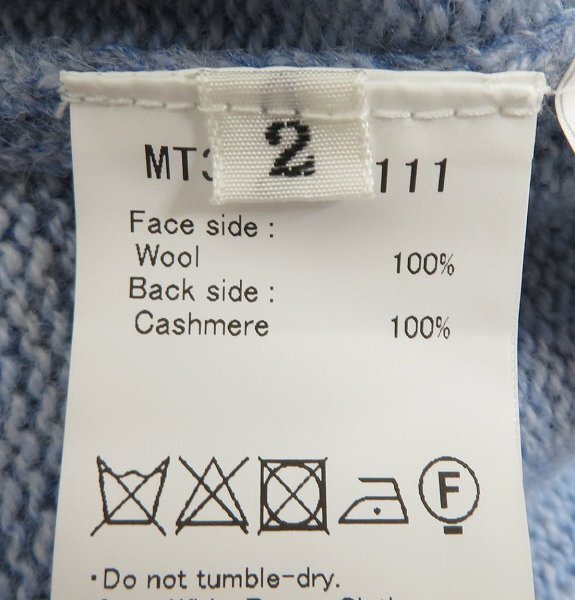 2
MT3 111
Face side :
Wool 100%
Back side :
Cashmere 100%
F
・Do not tumble-dry.